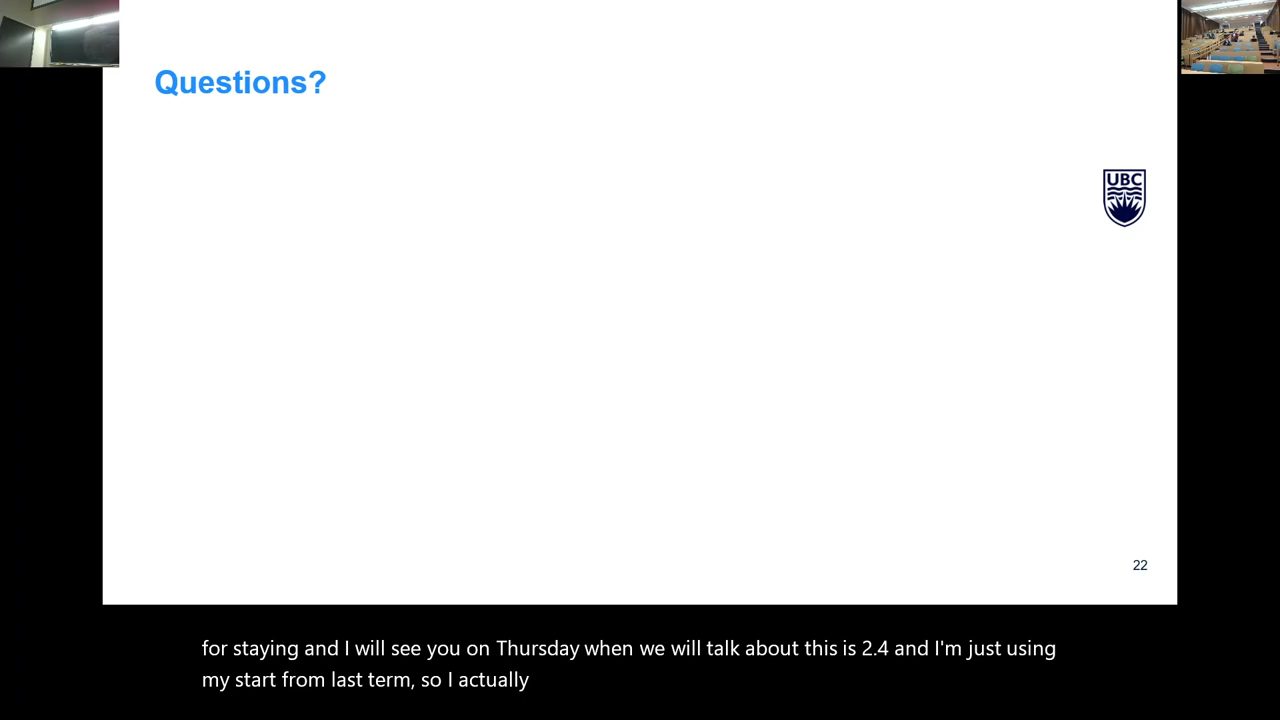 Questions?
UBC
22
for staying and I will see you on Thursday when we will talk about this is 2.4 and I'm just using
my start from last term, so I actually